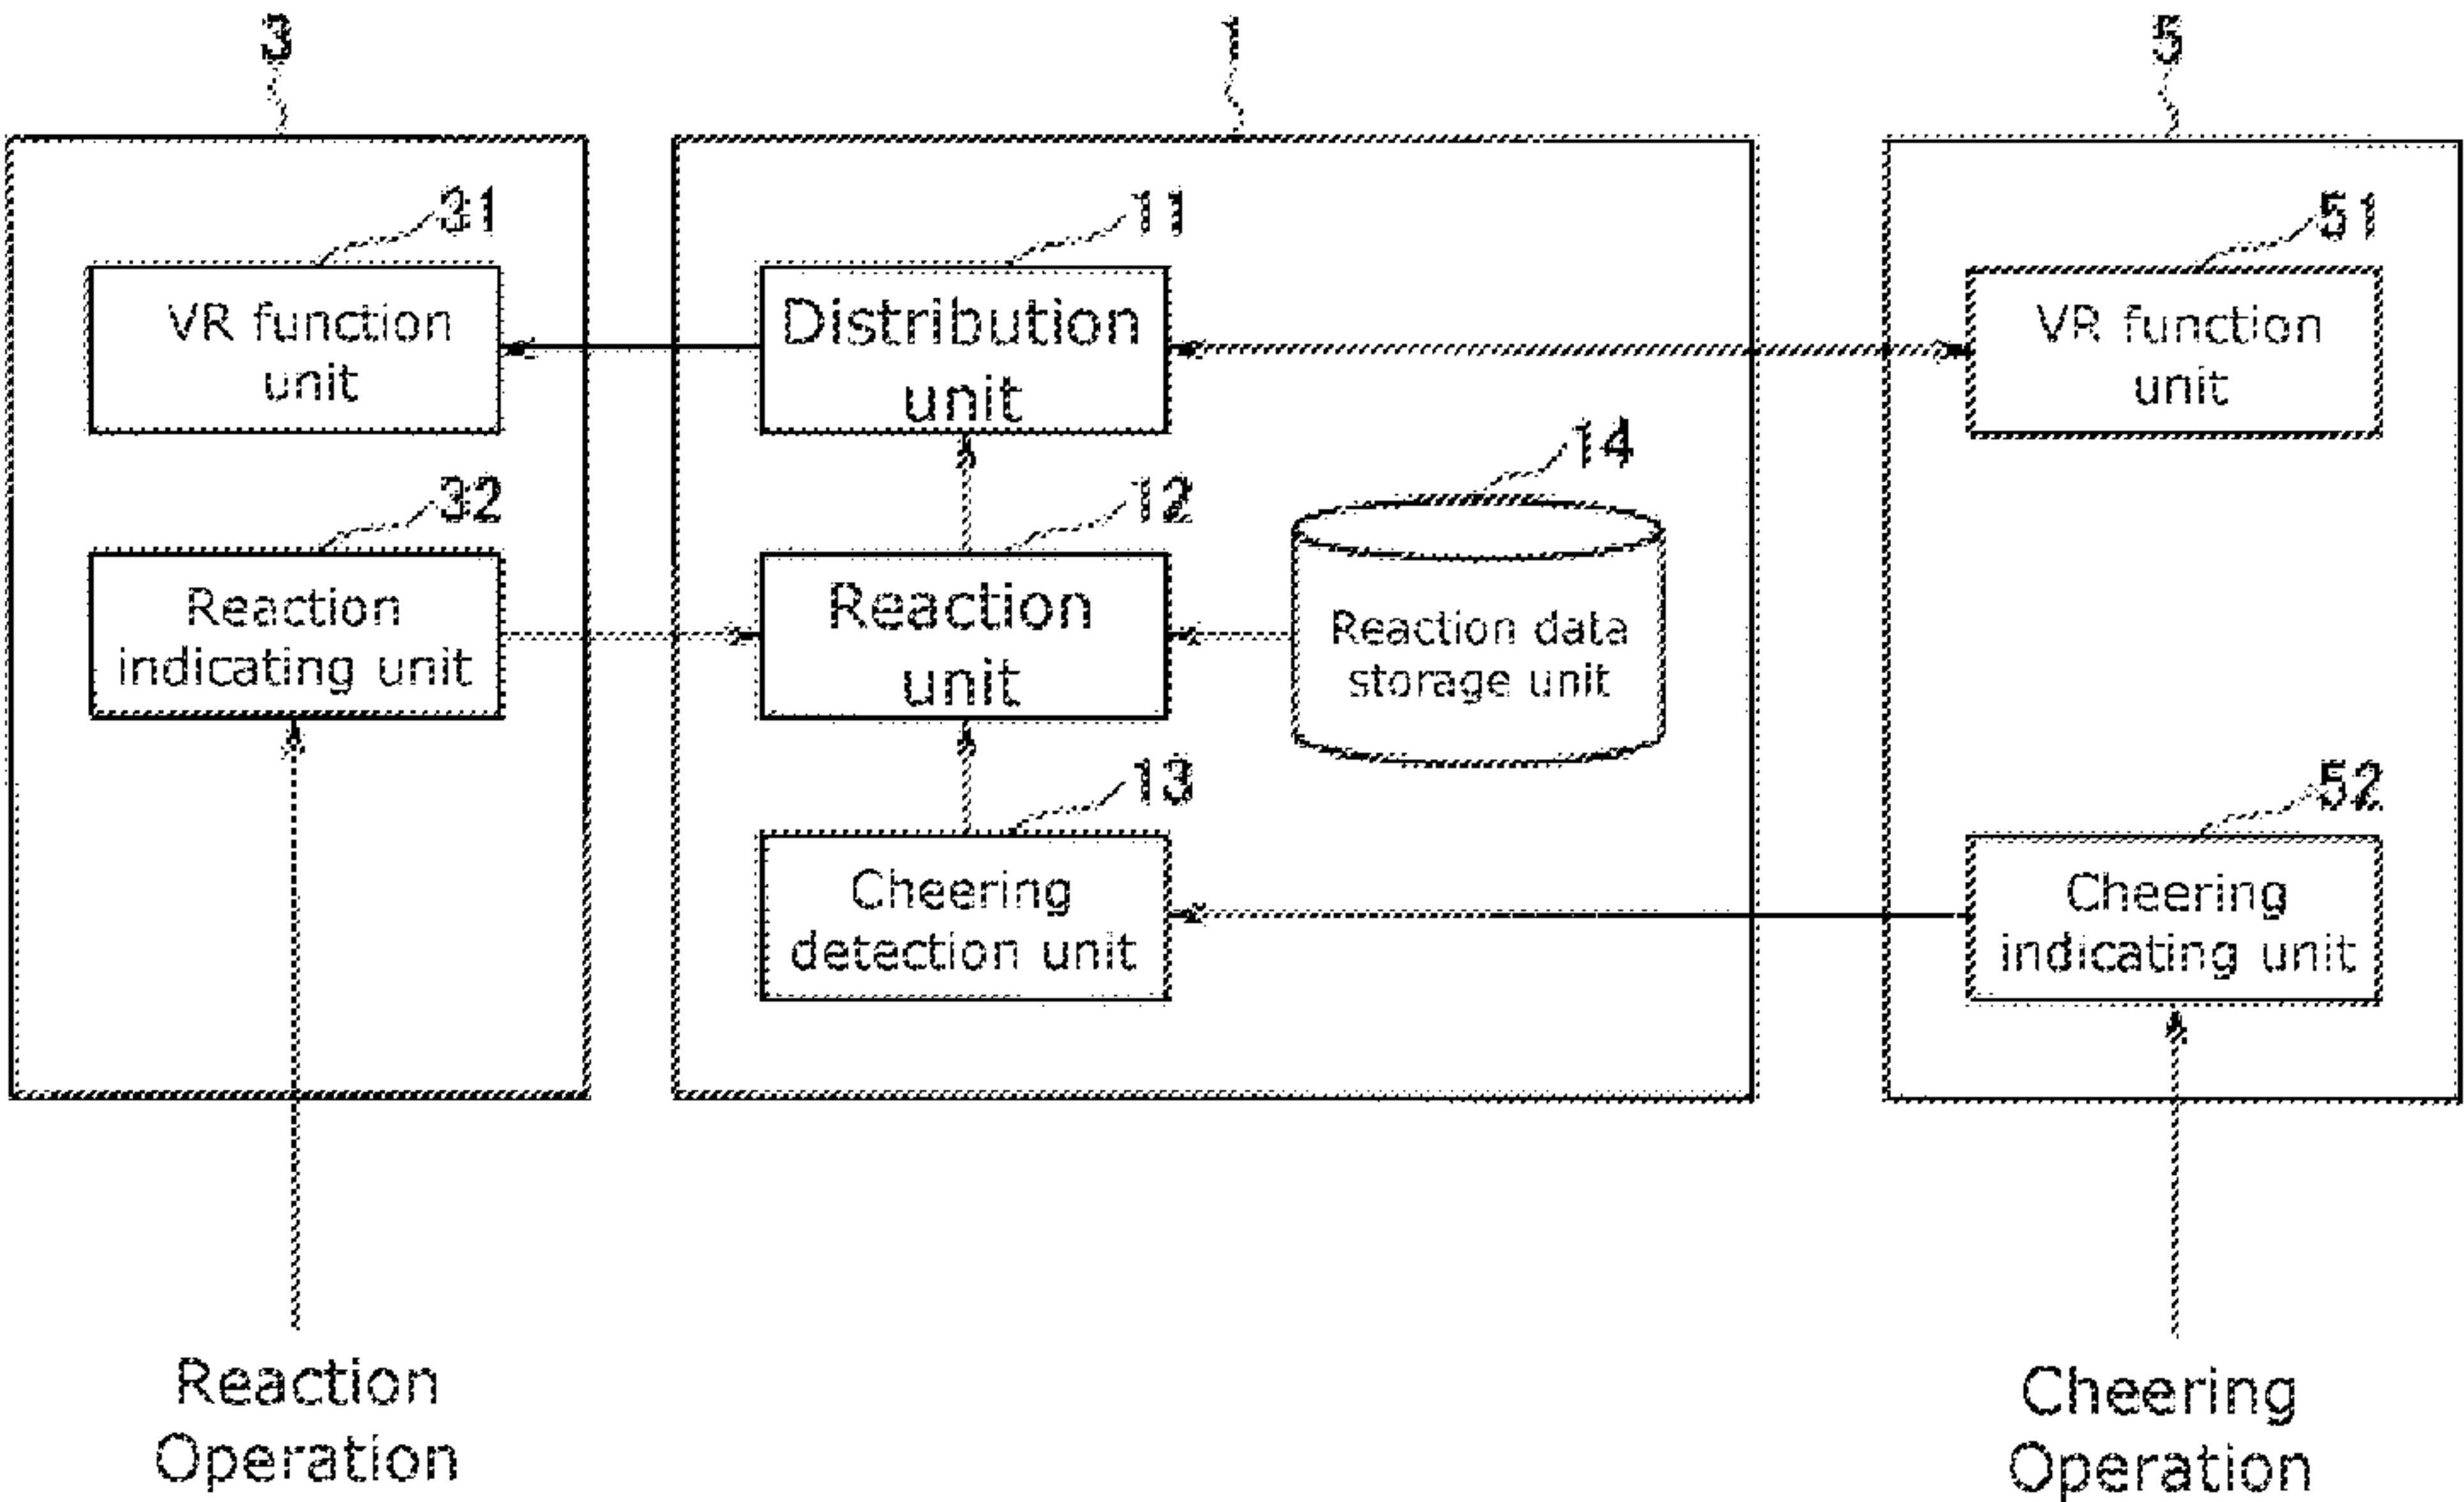 3
1
5
31
11
51
VR function
unit
Distribution
unit
VR function
unit
14
32
12
Reaction
indicating unit
Reaction
unit
Reaction data
storage unit
13
52
Cheering
detection unit
Cheering
indicating unit
Reaction
Operation
Cheering
Operation